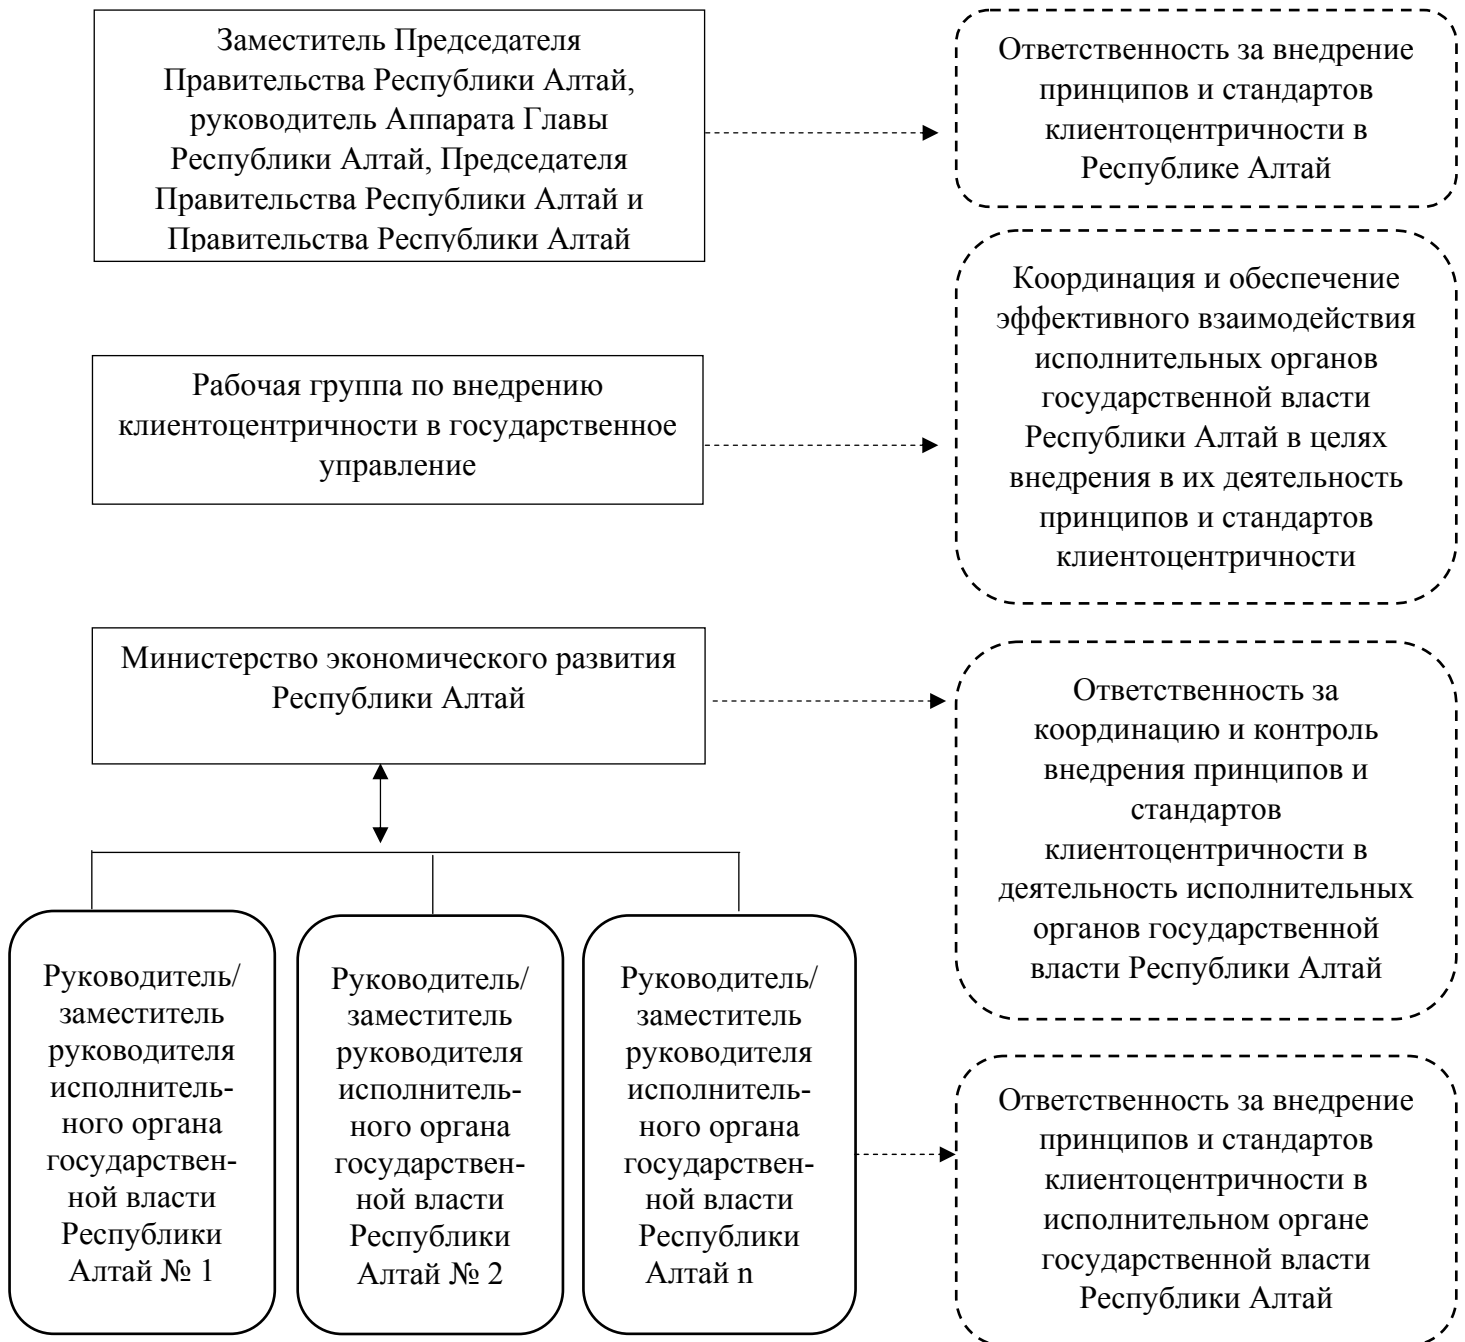 Заместитель Председателя
Правительства Республики Алтай,
руководитель Аппарата Главы
Республики Алтай, Председателя
Правительства Республики Алтай и
Правительства Республики Алтай
Ответственность за внедрение
принципов и стандартов
клиентоцентричности в
Республике Алтай
Рабочая группа по внедрению
клиентоцентричности в государственное
управление
Координация и обеспечение
эффективного взаимодействия
исполнительных органов
государственной власти
Республики Алтай в целях
внедрения в их деятельность
принципов и стандартов
клиентоцентричности
Министерство экономического развития
Республики Алтай
Ответственность за
координацию и контроль
внедрения принципов и
стандартов
клиентоцентричности в
деятельность исполнительных
органов государственной
власти Республики Алтай
Руководитель/
заместитель
руководителя
исполнитель-
ного органа
государствен-
ной власти
Республики
Алтай № 1
Руководитель/
заместитель
руководителя
исполнитель-
ного органа
государствен-
ной власти
Республики
Алтай № 2
Руководитель/
заместитель
руководителя
исполнитель-
ного органа
государствен-
ной власти
Республики
Алтай n
Ответственность за внедрение
принципов и стандартов
клиентоцентричности в
исполнительном органе
государственной власти
Республики Алтай